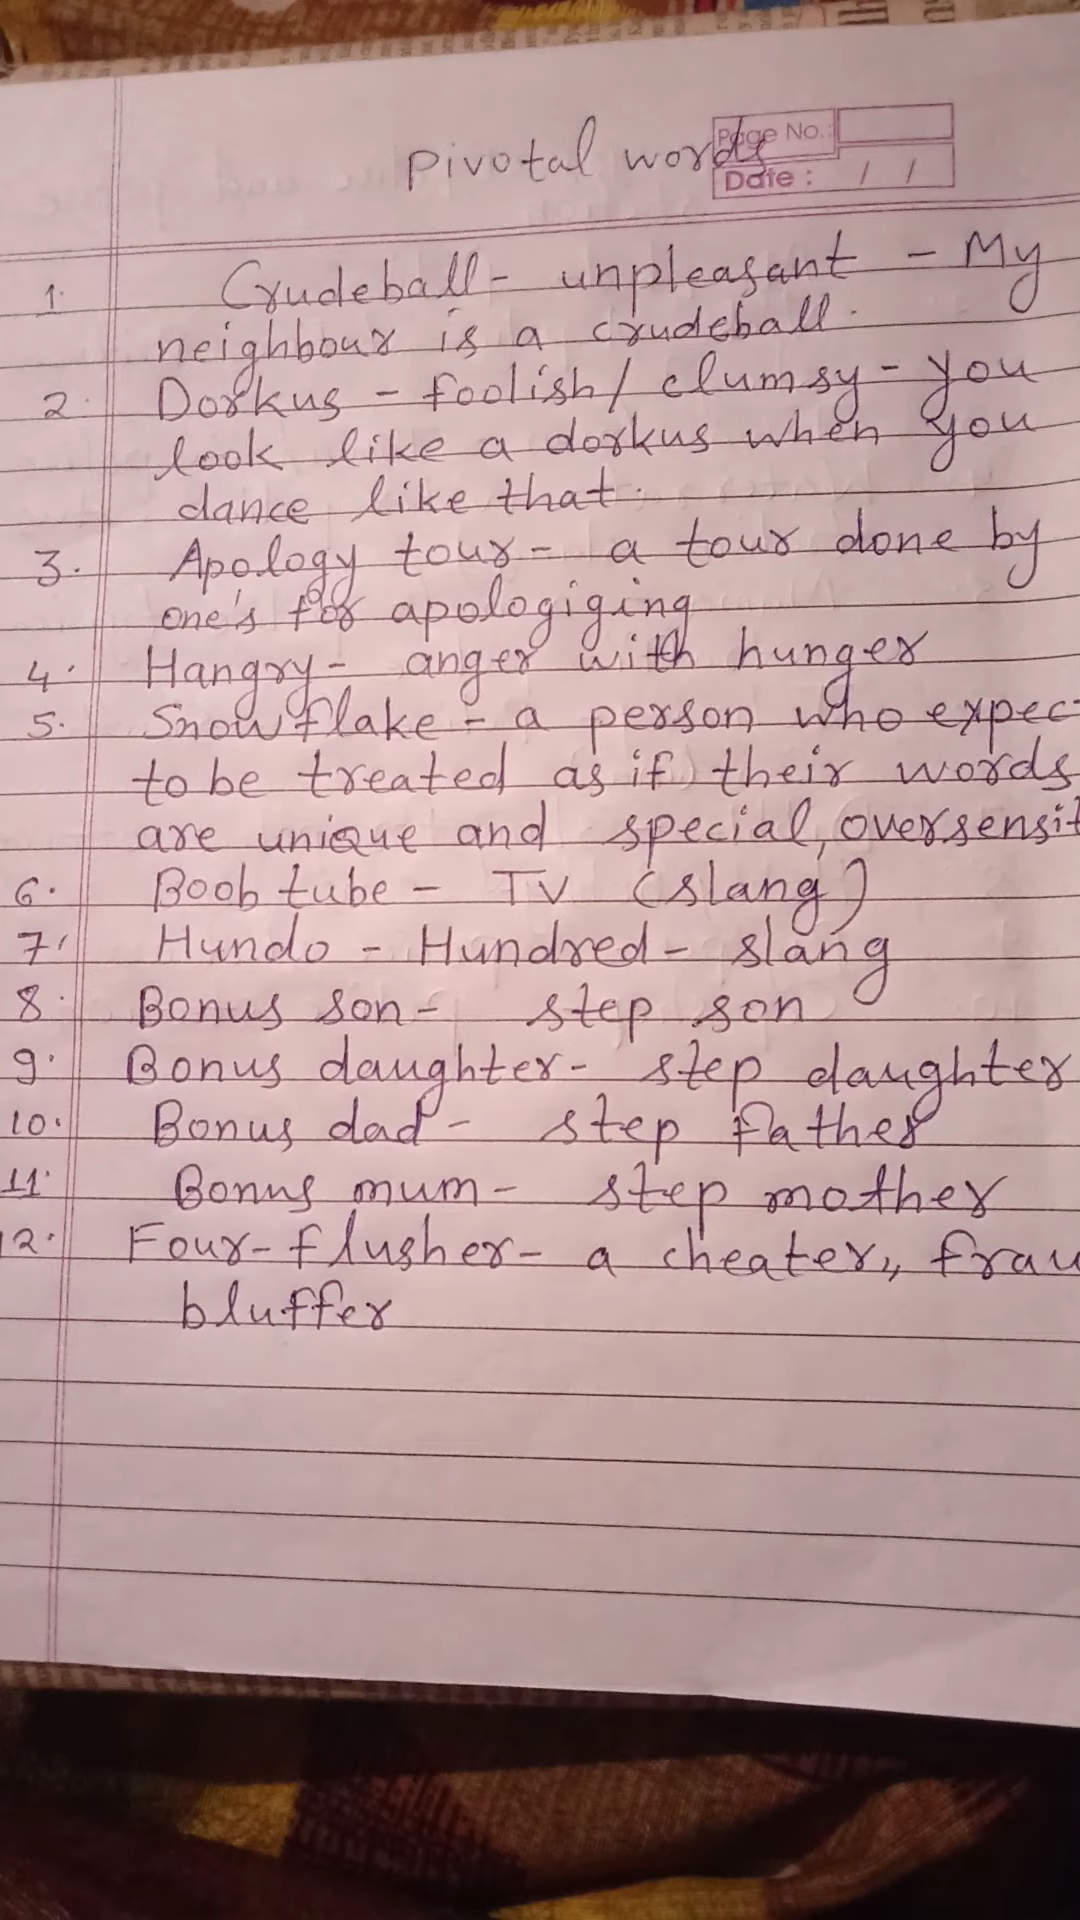 Pivotal words
Page No.:
Date : / /
1. Crudeball - unpleasant - My
neighbour is a crudeball.
2. Dorkus - foolish/clumsy - you
look like a dorkus when you
dance like that.
3. Apology tour - a tour done by
one's for apologiging
4. Hangry - anger with hunger
5. Snowflake - a person who expec
to be treated as if their words
are unique and special, oversensit
6. Boob tube - TV (slang)
7. Hundo - Hundred - slang
8. Bonus son - step son
9. Bonus daughter - step daughter
10. Bonus dad - step father
11. Bonus mum - step mother
12. Four-flusher - a cheater,, frau
bluffer